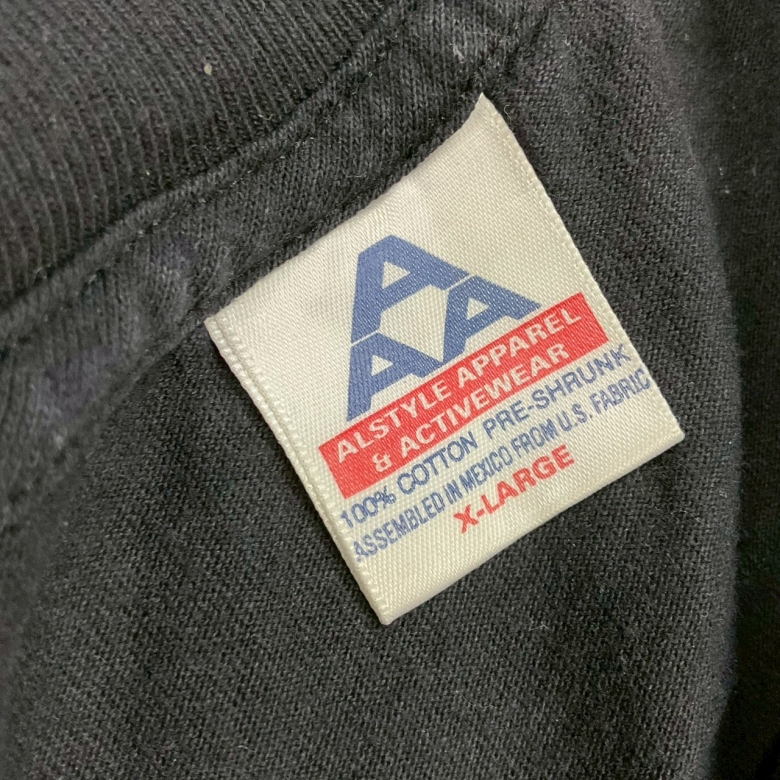 A
AA
ALSTYLE APPAREL
& ACTIVEWEAR
100% COTTON PRE-SHRUNK
ASSEMBLED IN MEXICO FROM U.S. FABRIC
X-LARGE